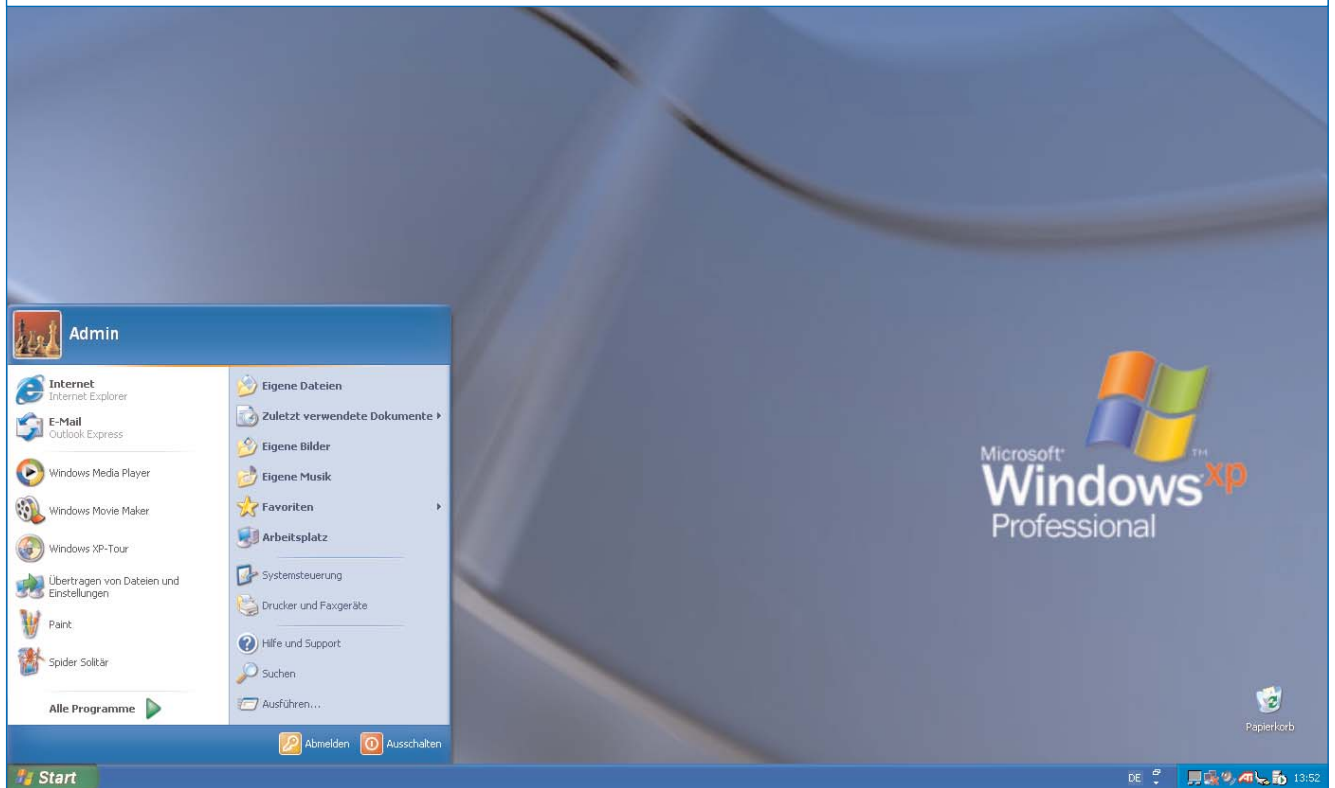 Admin
Internet
Internet Explorer
E-Mail
Outlook Express
Windows Media Player
Windows Movie Maker
Windows XP-Tour
Übertragen von Dateien und
Einstellungen
Paint
Spider Solitär
Alle Programme
Eigene Dateien
Zuletzt verwendete Dokumente
Eigene Bilder
Eigene Musik
Favoriten
Arbeitsplatz
Systemsteuerung
Drucker und Faxgeräte
Hilfe und Support
Suchen
Ausführen...
Abmelden
Ausschalten
Microsoft
Windows xp TM
Professional
Papierkorb
Start
DE
ATI
13:52